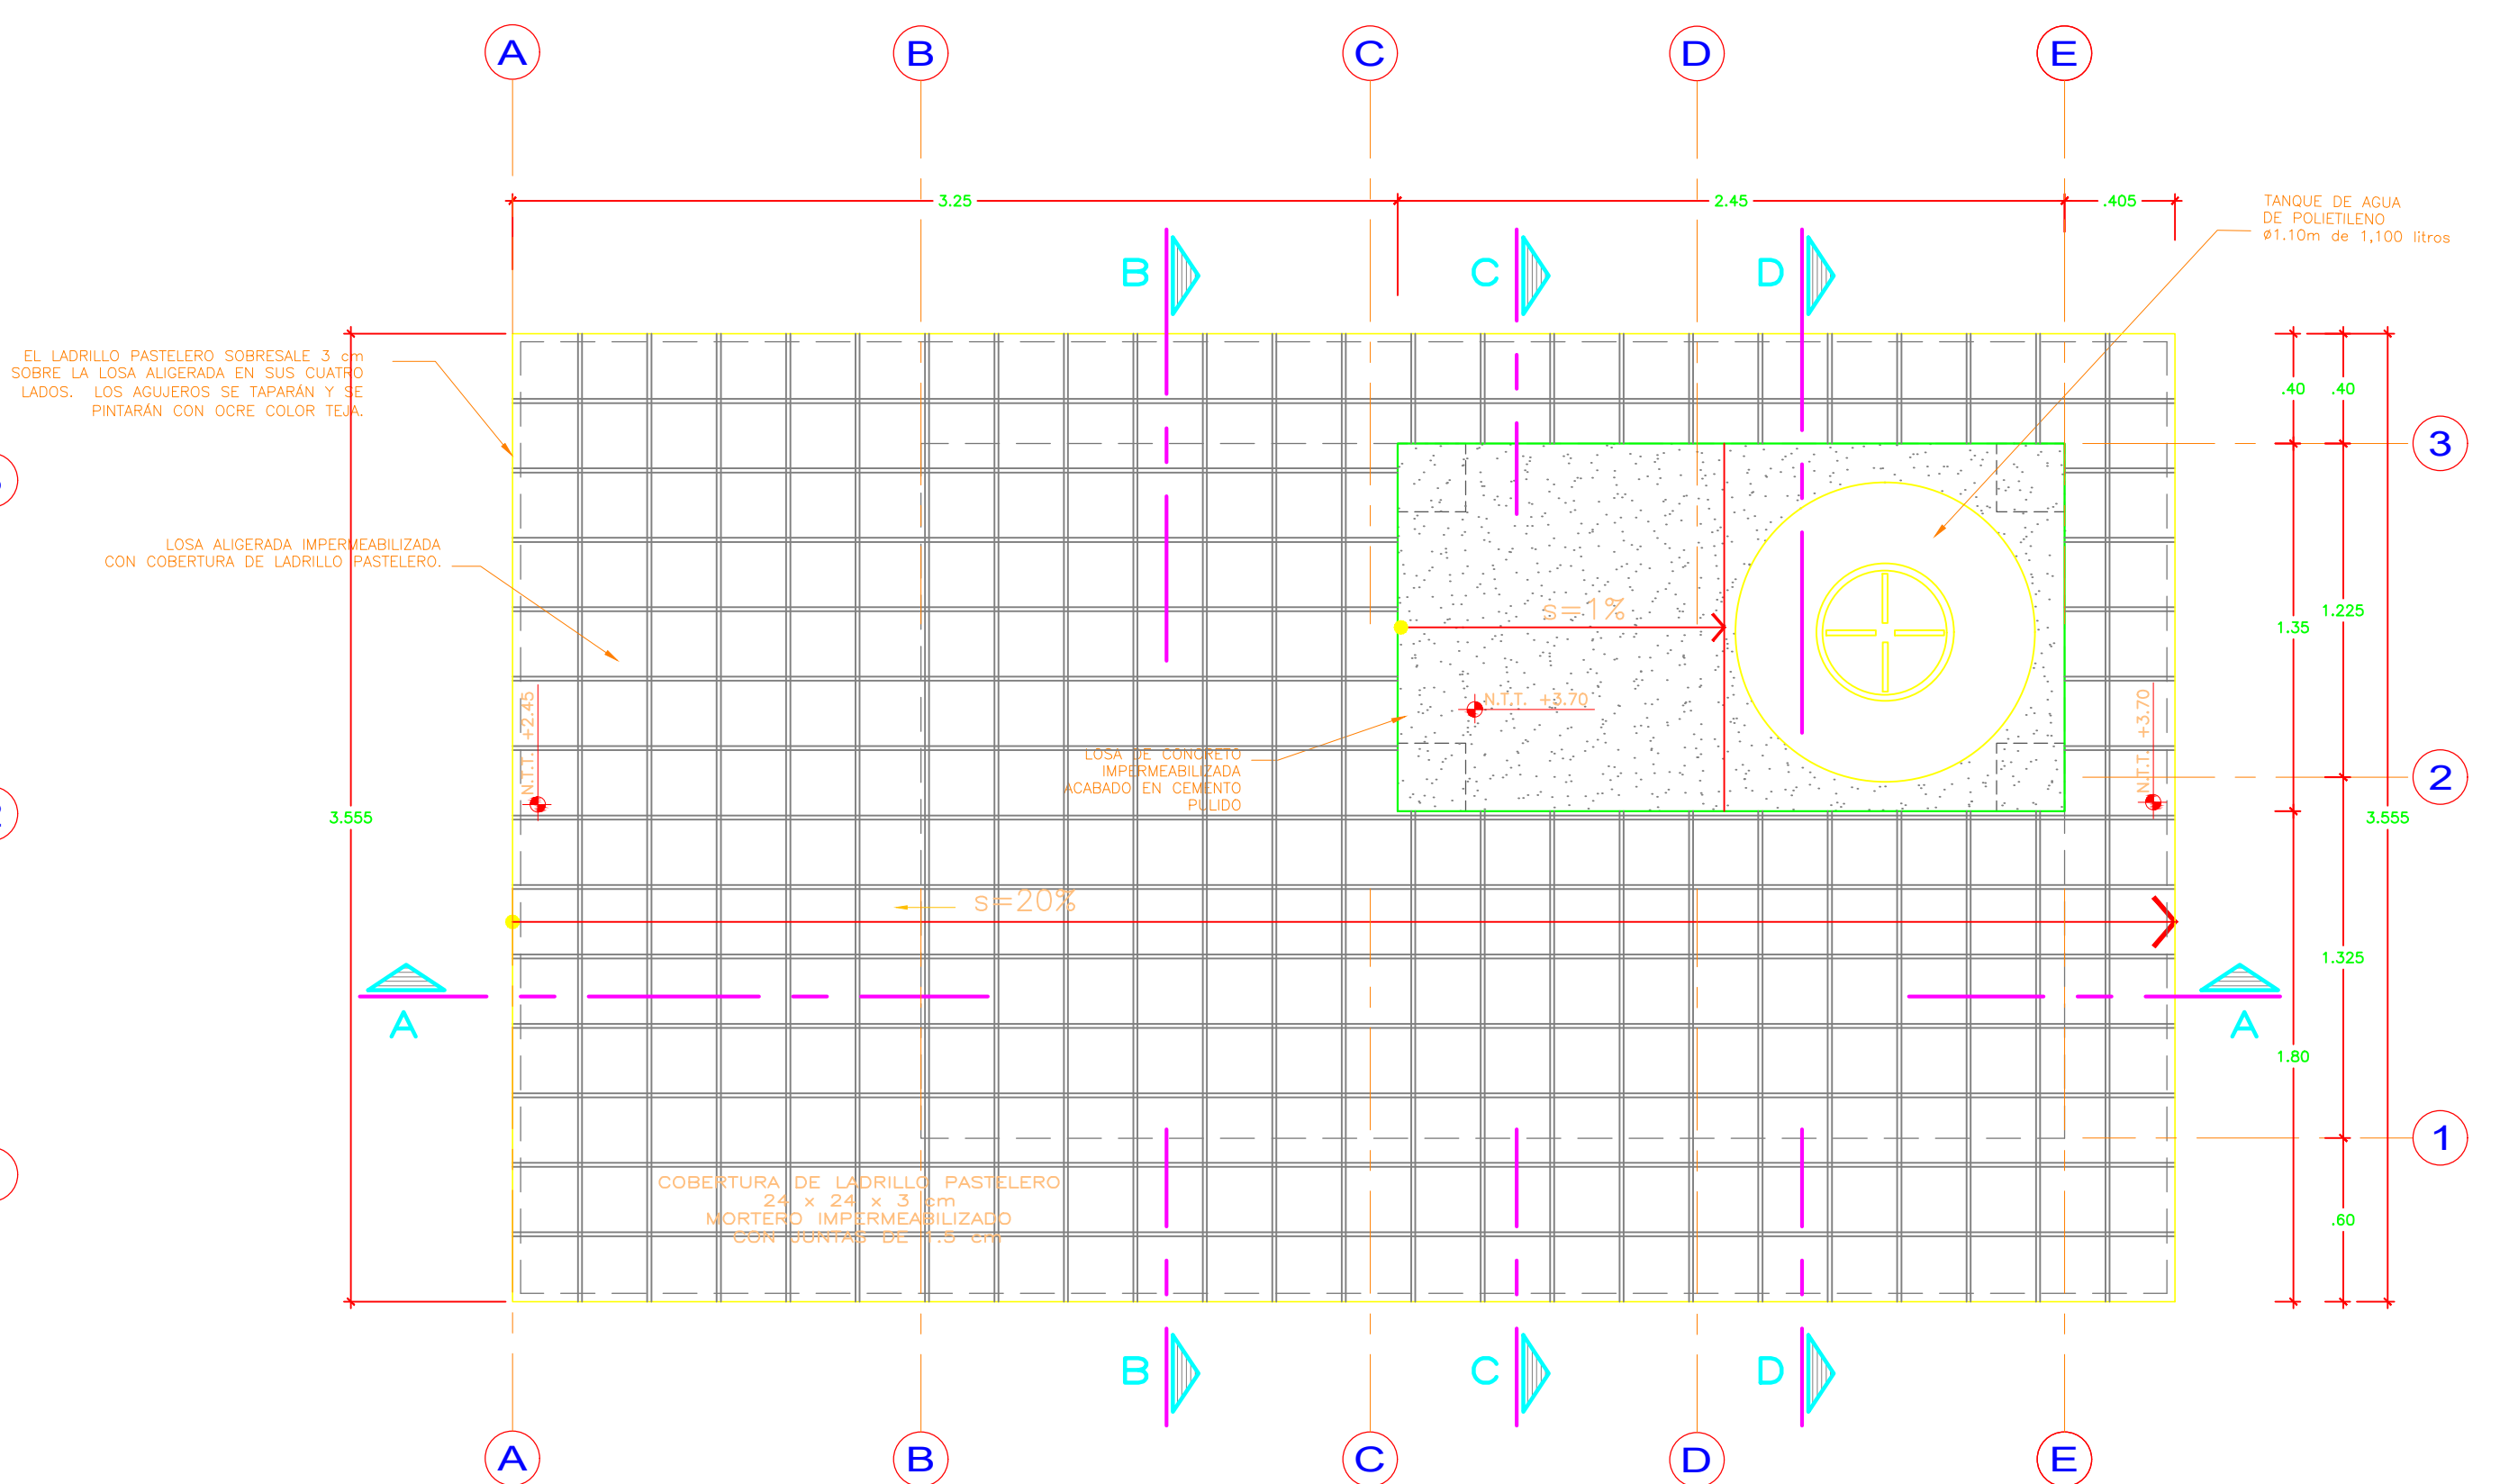 A B C D E
3.25 2.45 .405
TANQUE DE AGUA
DE POLIETILENO
Ø1.10m de 1,100 litros
B C D
EL LADRILLO PASTELERO SOBRESALE 3 cm
SOBRE LA LOSA ALIGERADA EN SUS CUATRO
LADOS. LOS AGUJEROS SE TAPARÁN Y SE
PINTARÁN CON OCRE COLOR TEJA.
.40 .40
3
LOSA ALIGERADA IMPERMEABILIZADA
CON COBERTURA DE LADRILLO PASTELERO.
s=1%
1.35 1.225
N.T.T. +2.45
N.T.T. +3.70
N.T.T. +3.70
LOSA DE CONCRETO
IMPERMEABILIZADA
ACABADO EN CEMENTO
PULIDO
2
3.555
3.555
s=20%
1.325
A A
1.80
1
COBERTURA DE LADRILLO PASTELERO
24 x 24 x 3 cm
MORTERO IMPERMEABILIZADO
CON JUNTAS DE 1.5 cm
.60
B C D
A B C D E